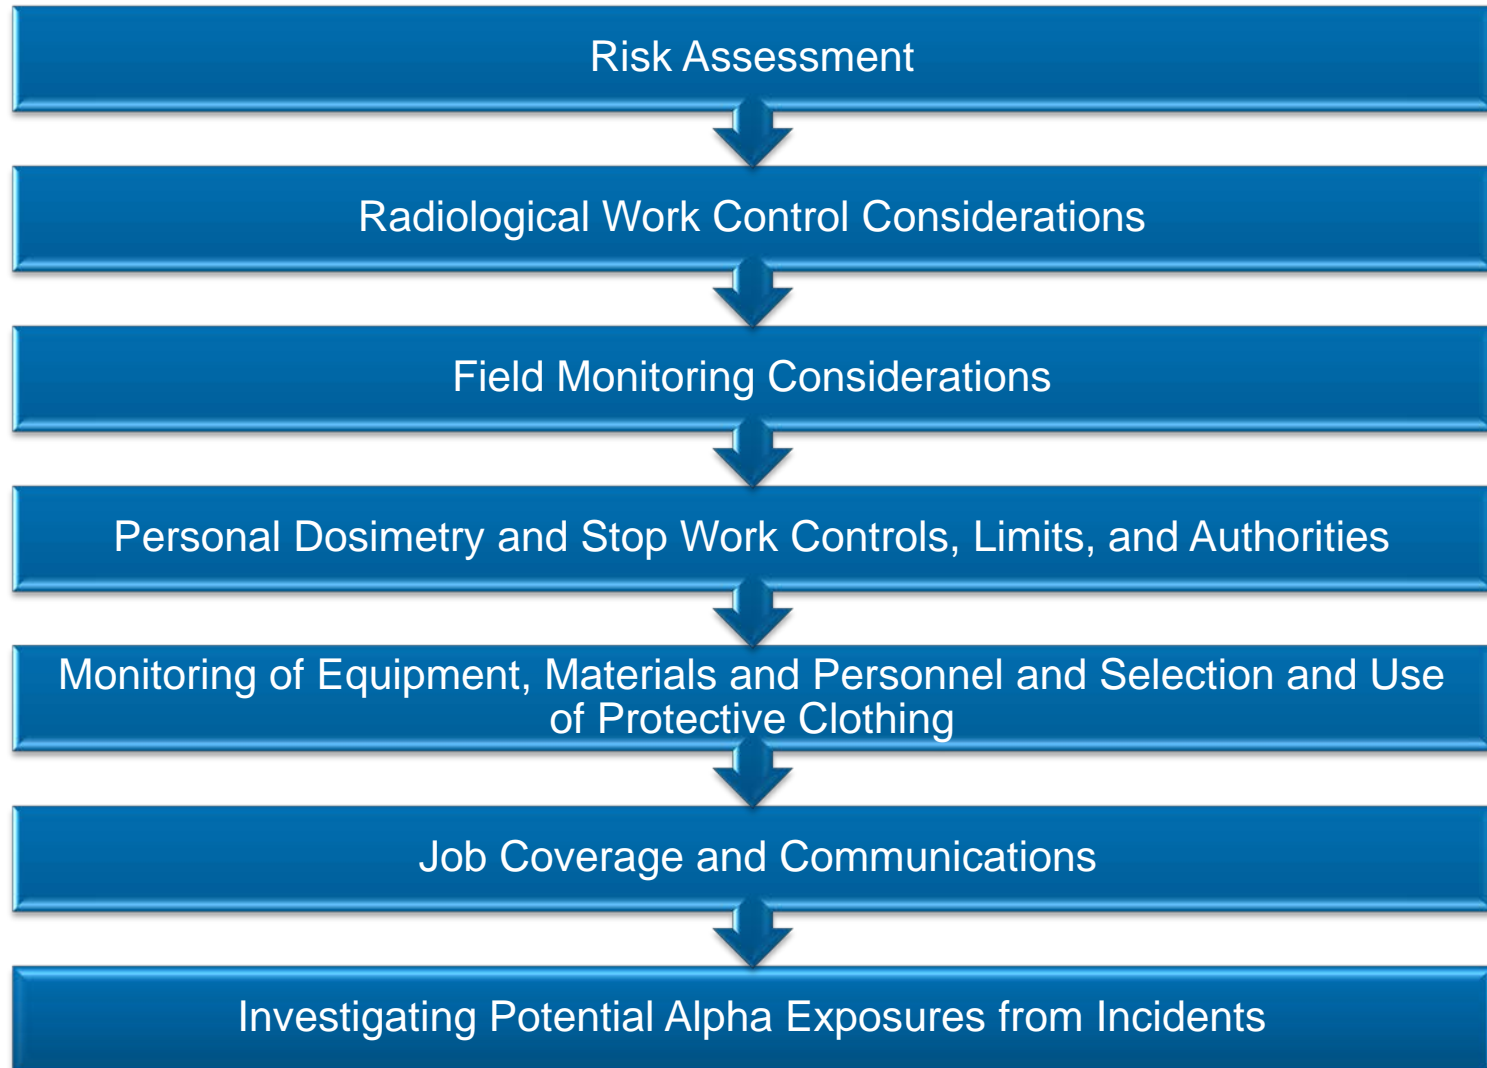 Risk Assessment
Radiological Work Control Considerations
Field Monitoring Considerations
Personal Dosimetry and Stop Work Controls, Limits, and Authorities
Monitoring of Equipment, Materials and Personnel and Selection and Use
of Protective Clothing
Job Coverage and Communications
Investigating Potential Alpha Exposures from Incidents